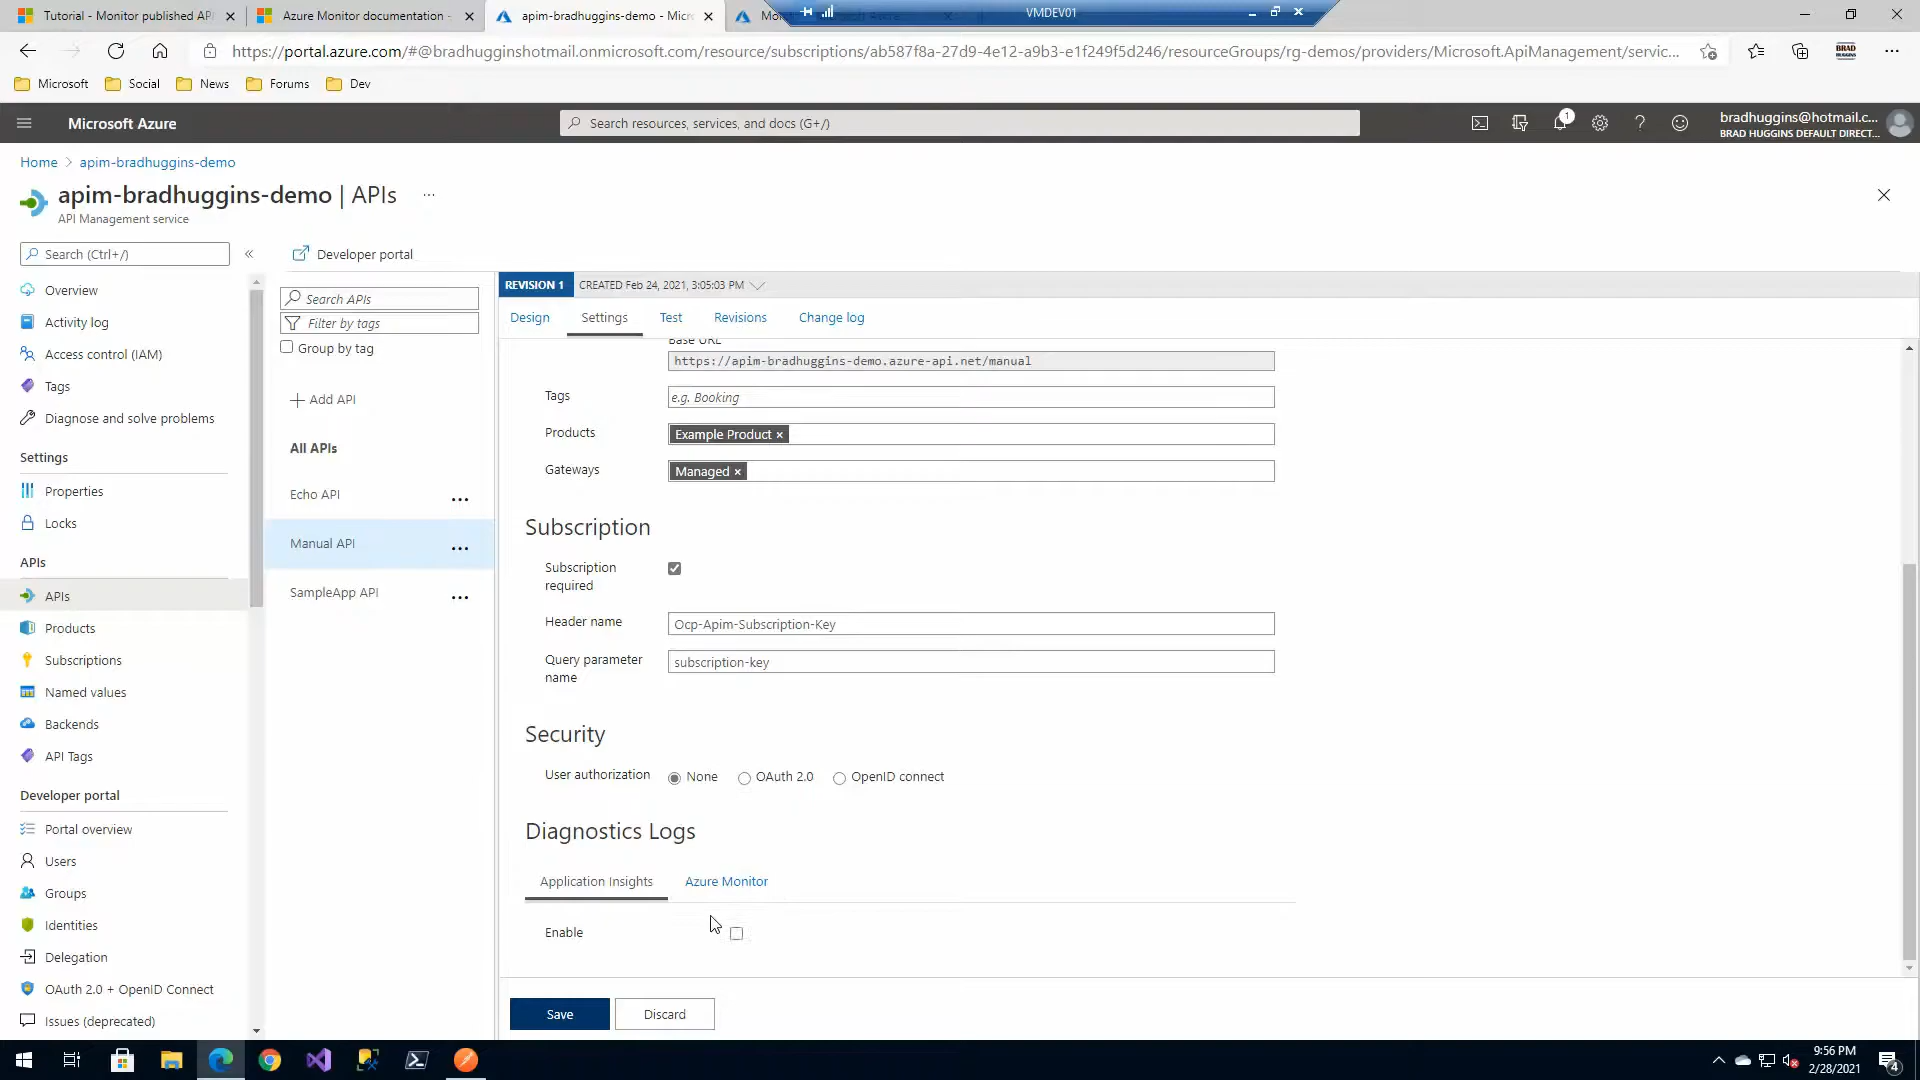 Tutorial - Monitor published API
Azure Monitor documentation -
apim-bradhuggins-demo - Micr
VMDEV01
https://portal.azure.com/#@bradhugginshotmail.onmicrosoft.com/resource/subscriptions/ab587f8a-27d9-4e12-a9b3-e1f249f5d246/resourceGroups/rg-demos/providers/Microsoft.ApiManagement/servic...
BRAD HUGGINS
Microsoft
Social
News
Forums
Dev
Microsoft Azure
Search resources, services, and docs (G+/)
1
bradhuggins@hotmail.c...
BRAD HUGGINS DEFAULT DIRECT...
Home > apim-bradhuggins-demo
apim-bradhuggins-demo | APIs ...
API Management service
Search (Ctrl+/)
«
Overview
Activity log
Access control (IAM)
Tags
Diagnose and solve problems
Settings
Properties
Locks
APIs
APIs
Products
Subscriptions
Named values
Backends
API Tags
Developer portal
Portal overview
Users
Groups
Identities
Delegation
OAuth 2.0 + OpenID Connect
Issues (deprecated)
Developer portal
Search APIs
Filter by tags
Group by tag
+ Add API
All APIs
Echo API ...
Manual API ...
SampleApp API ...
REVISION 1 CREATED Feb 24, 2021, 3:05:03 PM
Design Settings Test Revisions Change log
Base URL
https://apim-bradhuggins-demo.azure-api.net/manual
Tags e.g. Booking
Products Example Product ×
Gateways Managed ×
Subscription
Subscription required
Header name Ocp-Apim-Subscription-Key
Query parameter name subscription-key
Security
User authorization None OAuth 2.0 OpenID connect
Diagnostics Logs
Application Insights Azure Monitor
Enable
Save Discard
9:56 PM
2/28/2021
4